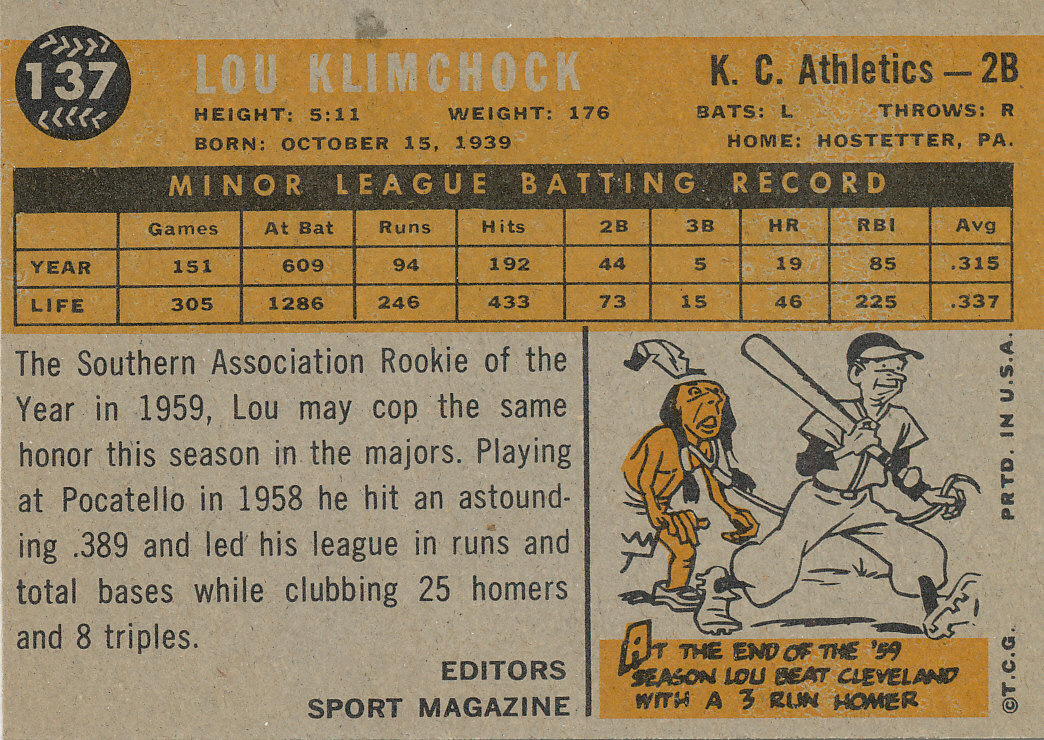 137
LOU KLIMCHOCK
K. C. Athletics — 2B
HEIGHT: 5:11 WEIGHT: 176 BATS: L THROWS: R
BORN: OCTOBER 15, 1939 HOME: HOSTETTER, PA.
MINOR LEAGUE BATTING RECORD
Games At Bat Runs Hits 2B 3B HR RBI Avg
YEAR 151 609 94 192 44 5 19 85 .315
LIFE 305 1286 246 433 73 15 46 225 .337
The Southern Association Rookie of the
Year in 1959, Lou may cop the same
honor this season in the majors. Playing
at Pocatello in 1958 he hit an astound-
ing .389 and led his league in runs and
total bases while clubbing 25 homers
and 8 triples.
EDITORS
SPORT MAGAZINE
AT THE END OF THE '59
SEASON LOU BEAT CLEVELAND
WITH A 3 RUN HOMER
©T.C.G. PRTD. IN U.S.A.